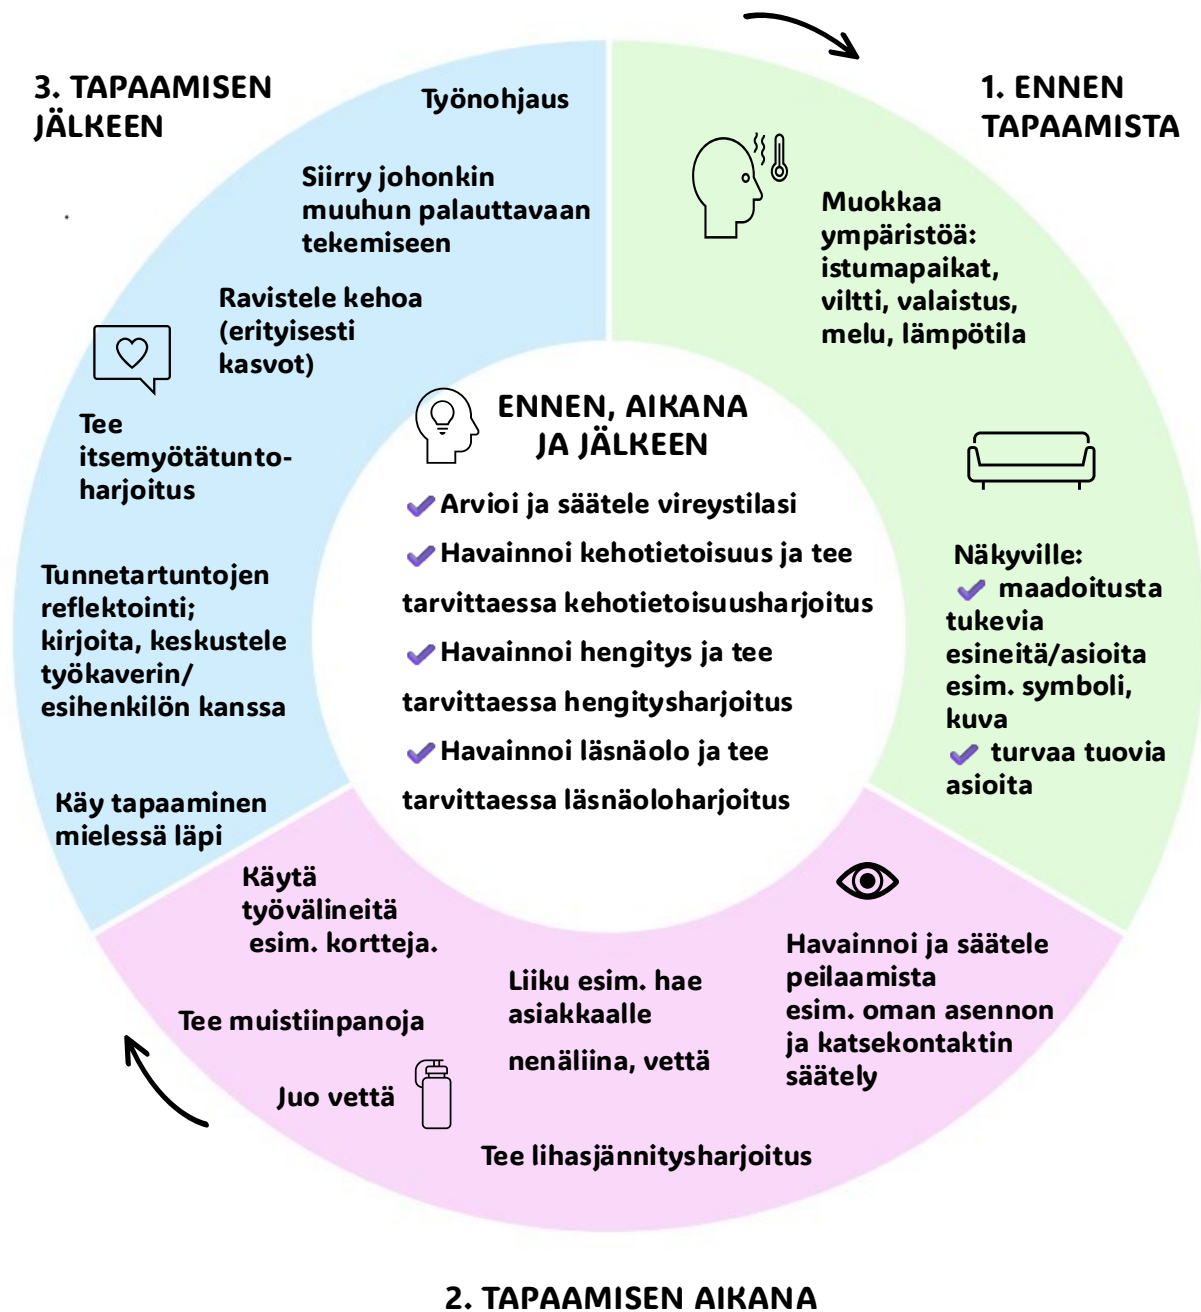 1. ENNEN
TAPAAMISTA
Muokkaa
ympäristöä:
istumapaikat,
viltti, valaistus,
melu, lämpötila
Näkyville:
✔ maadoitusta
tukevia
esineitä/asioita
esim. symboli,
kuva
✔ turvaa tuovia
asioita
2. TAPAAMISEN AIKANA
Havainnoi ja säätele
peilaamista
esim. oman asennon
ja katsekontaktin
säätely
Liiku esim. hae
asiakkaalle
nenäliina, vettä
Tee lihasjännitysharjoitus
Käytä
työvälineitä
esim. kortteja.
Tee muistiinpanoja
Juo vettä
3. TAPAAMISEN
JÄLKEEN
Käy tapaaminen
mielessä läpi
Tunnetartuntojen
reflektointi;
kirjoita, keskustele
työkaverin/
esihenkilön kanssa
Tee
itsemyötätunto-
harjoitus
Ravistele kehoa
(erityisesti
kasvot)
Siirry johonkin
muuhun palauttavaan
tekemiseen
Työnohjaus
ENNEN, AIKANA
JA JÄLKEEN
✔ Arvioi ja säätele vireystilasi
✔ Havainnoi kehotietoisuus ja tee
tarvittaessa kehotietoisuusharjoitus
✔ Havainnoi hengitys ja tee
tarvittaessa hengitysharjoitus
✔ Havainnoi läsnäolo ja tee
tarvittaessa läsnäoloharjoitus